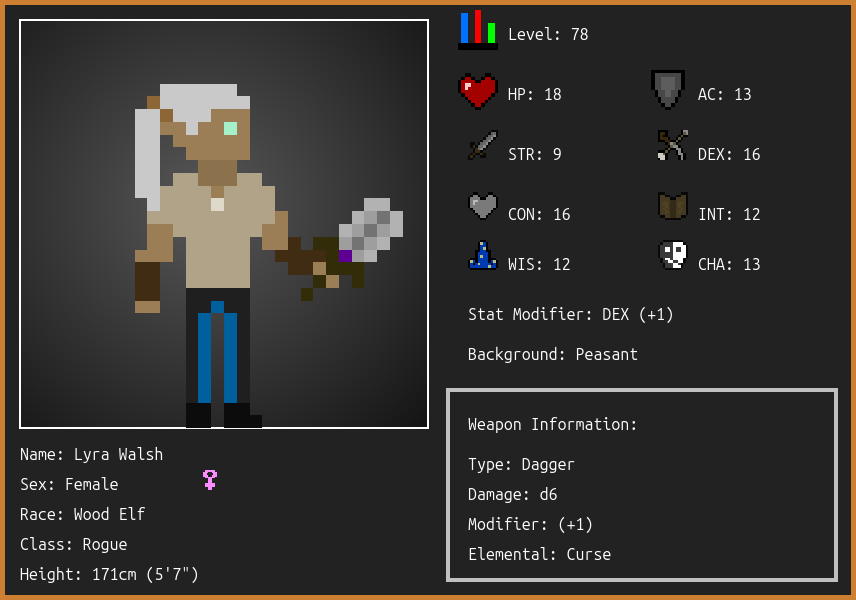 Level: 78
HP: 18
AC: 13
STR: 9
DEX: 16
CON: 16
INT: 12
WIS: 12
CHA: 13
Stat Modifier: DEX (+1)
Background: Peasant
Name: Lyra Walsh
Sex: Female
Race: Wood Elf
Class: Rogue
Height: 171cm (5'7")
Weapon Information:
Type: Dagger
Damage: d6
Modifier: (+1)
Elemental: Curse